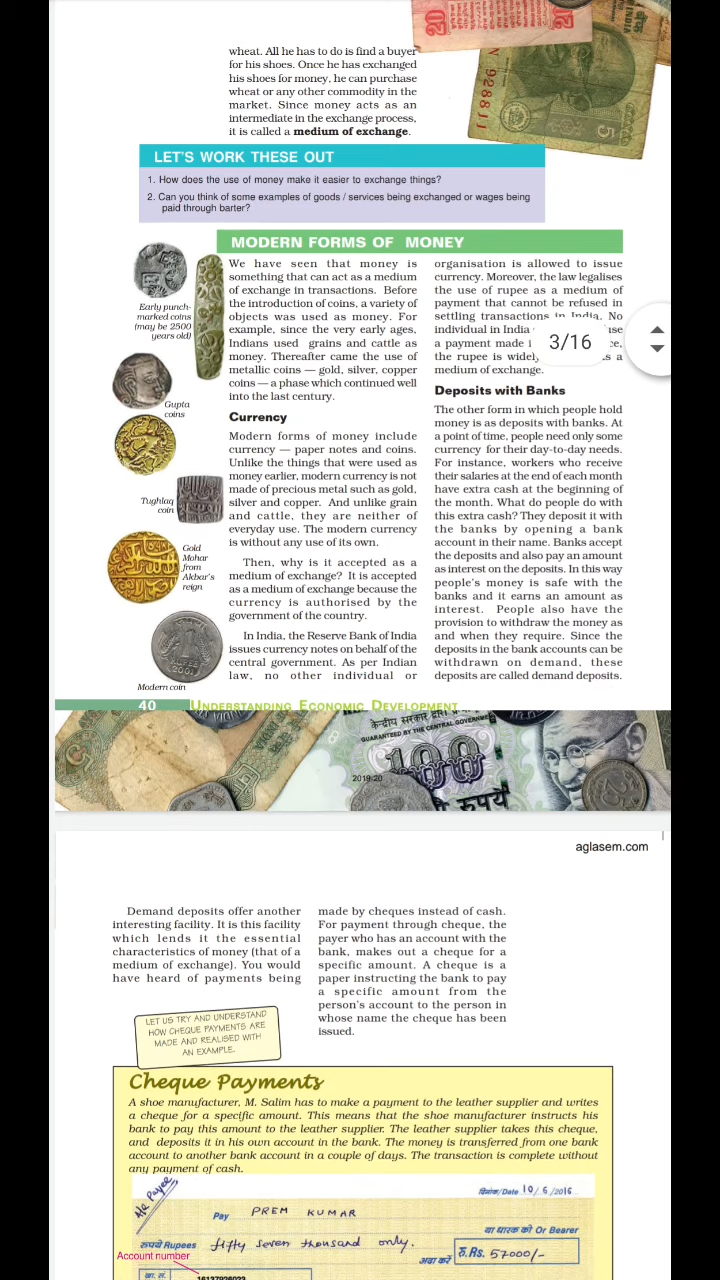 20
N 928811
5
wheat. All he has to do is find a buyer
for his shoes. Once he has exchanged
his shoes for money, he can purchase
wheat or any other commodity in the
market. Since money acts as an
intermediate in the exchange process,
it is called a medium of exchange.
LET'S WORK THESE OUT
1. How does the use of money make it easier to exchange things?
2. Can you think of some examples of goods / services being exchanged or wages being
paid through barter?
MODERN FORMS OF MONEY
Early punch-
marked coins
(may be 2500
years old)
Gupta
coins
Tughlaq
coin
Gold
Mohar
from
Akbar's
reign
2001
Modern coin
We have seen that money is
something that can act as a medium
of exchange in transactions. Before
the introduction of coins, a variety of
objects was used as money. For
example, since the very early ages,
Indians used grains and cattle as
money. Thereafter came the use of
metallic coins — gold, silver, copper
coins — a phase which continued well
into the last century.
Currency
Modern forms of money include
currency — paper notes and coins.
Unlike the things that were used as
money earlier, modern currency is not
made of precious metal such as gold,
silver and copper. And unlike grain
and cattle, they are neither of
everyday use. The modern currency
is without any use of its own.
Then, why is it accepted as a
medium of exchange? It is accepted
as a medium of exchange because the
currency is authorised by the
government of the country.
In India, the Reserve Bank of India
issues currency notes on behalf of the
central government. As per Indian
law, no other individual or
organisation is allowed to issue
currency. Moreover, the law legalises
the use of rupee as a medium of
payment that cannot be refused in
settling transactions in India. No
individual in India
a payment made
the rupee is widely a
medium of exchange.
3/16
Deposits with Banks
The other form in which people hold
money is as deposits with banks. At
a point of time, people need only some
currency for their day-to-day needs.
For instance, workers who receive
their salaries at the end of each month
have extra cash at the beginning of
the month. What do people do with
this extra cash? They deposit it with
the banks by opening a bank
account in their name. Banks accept
the deposits and also pay an amount
as interest on the deposits. In this way
people's money is safe with the
banks and it earns an amount as
interest. People also have the
provision to withdraw the money as
and when they require. Since the
deposits in the bank accounts can be
withdrawn on demand, these
deposits are called demand deposits.
40 UNDERSTANDING ECONOMIC DEVELOPMENT
केन्द्रीय सरकार द्वारा
GUARANTEED BY THE CENTRAL GOVERNME
100
2019-20
रुपये
aglasem.com
Demand deposits offer another
interesting facility. It is this facility
which lends it the essential
characteristics of money (that of a
medium of exchange). You would
have heard of payments being
made by cheques instead of cash.
For payment through cheque, the
payer who has an account with the
bank, makes out a cheque for a
specific amount. A cheque is a
paper instructing the bank to pay
a specific amount from the
person's account to the person in
whose name the cheque has been
issued.
LET US TRY AND UNDERSTAND
HOW CHEQUE PAYMENTS ARE
MADE AND REALISED WITH
AN EXAMPLE.
Cheque Payments
A shoe manufacturer, M. Salim has to make a payment to the leather supplier and writes
a cheque for a specific amount. This means that the shoe manufacturer instructs his
bank to pay this amount to the leather supplier. The leather supplier takes this cheque,
and deposits it in his own account in the bank. The money is transferred from one bank
account to another bank account in a couple of days. The transaction is complete without
any payment of cash.
A/c Payee
दिनांक/Date 10/6/2016
Pay PREM KUMAR
या धारक को Or Bearer
रुपये Rupees fifty seven thousand only.
अदा करें रु.Rs. 57000/-
Account number
खा. सं.
16137926023